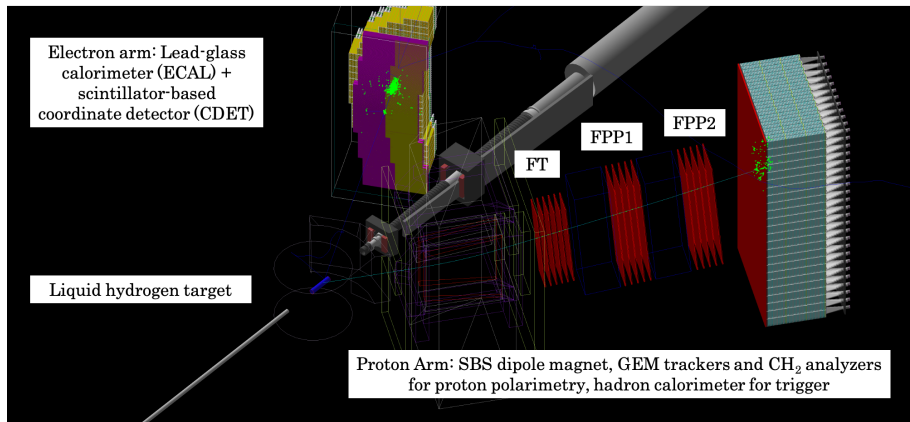 Electron arm: Lead-glass
calorimeter (ECAL) +
scintillator-based
coordinate detector (CDET)
FPP2
FPP1
FT
Liquid hydrogen target
Proton Arm: SBS dipole magnet, GEM trackers and CH₂ analyzers
for proton polarimetry, hadron calorimeter for trigger